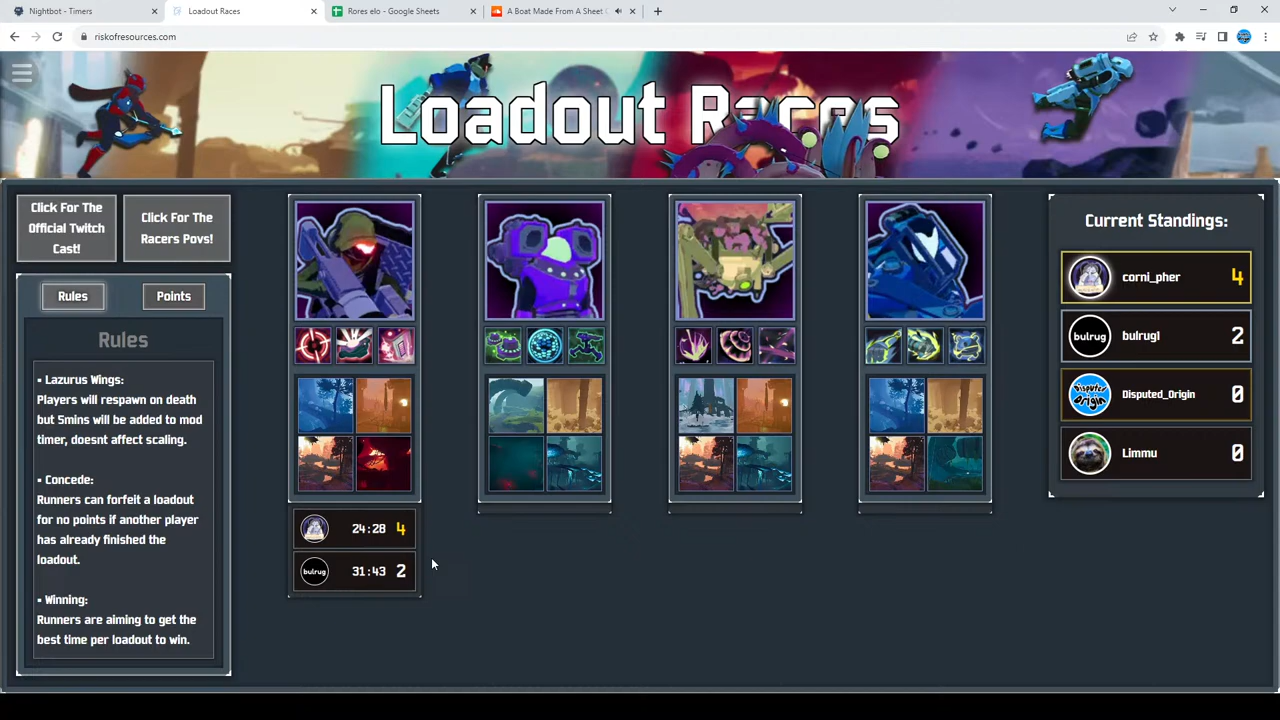 Nightbot - Timers
Loadout Races
Rores elo - Google Sheets
A Boat Made From A Sheet
riskofresources.com
Loadout Races
Click For The
Official Twitch
Cast!
Click For The
Racers Povs!
Rules
Points
Rules
▪ Lazurus Wings:
Players will respawn on death
but 5mins will be added to mod
timer, doesnt affect scaling.
▪ Concede:
Runners can forfeit a loadout
for no points if another player
has already finished the
loadout.
▪ Winning:
Runners are aiming to get the
best time per loadout to win.
24:28 4
bulrug 31:43 2
Current Standings:
corni_pher 4
bulrug bulrug1 2
Disputed Origin Disputed_Origin 0
Limmu 0